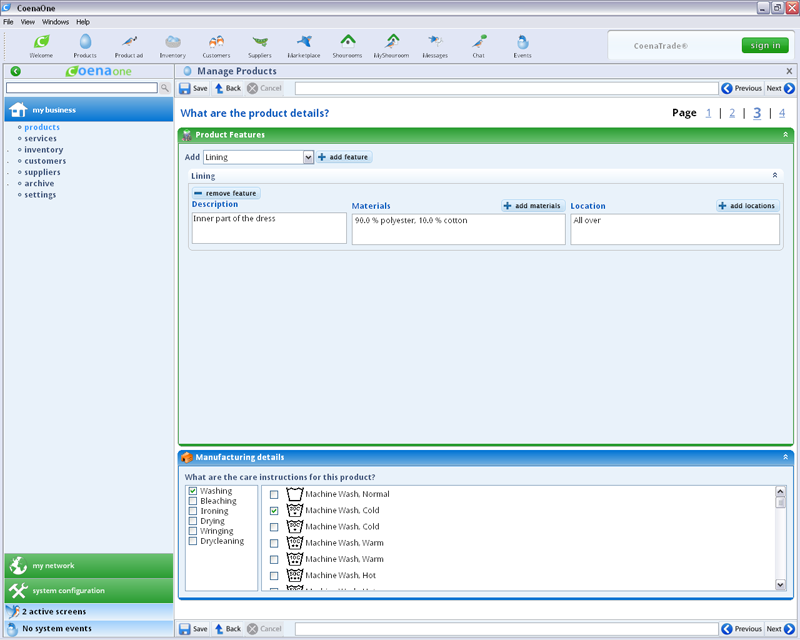 CoenaOne
File View Windows Help
Welcome Products Product ad Inventory Customers Suppliers Marketplace Showrooms MyShowroom Messages Chat Events
CoenaTrade®
sign in
Coenaone
Manage Products
X
Save Back Cancel
Previous Next
my business
products
services
inventory
customers
suppliers
archive
settings
What are the product details?
Page 1 | 2 | 3 | 4
Product Features
Add Lining add feature
Lining
remove feature
Description
Materials
add materials
Location
add locations
Inner part of the dress
90.0 % polyester, 10.0 % cotton
All over
Manufacturing details
What are the care instructions for this product?
Washing
Bleaching
Ironing
Drying
Wringing
Drycleaning
Machine Wash, Normal
Machine Wash, Cold
Machine Wash, Cold
Machine Wash, Warm
Machine Wash, Warm
Machine Wash, Hot
my network
system configuration
2 active screens
No system events
Save Back Cancel
Previous Next